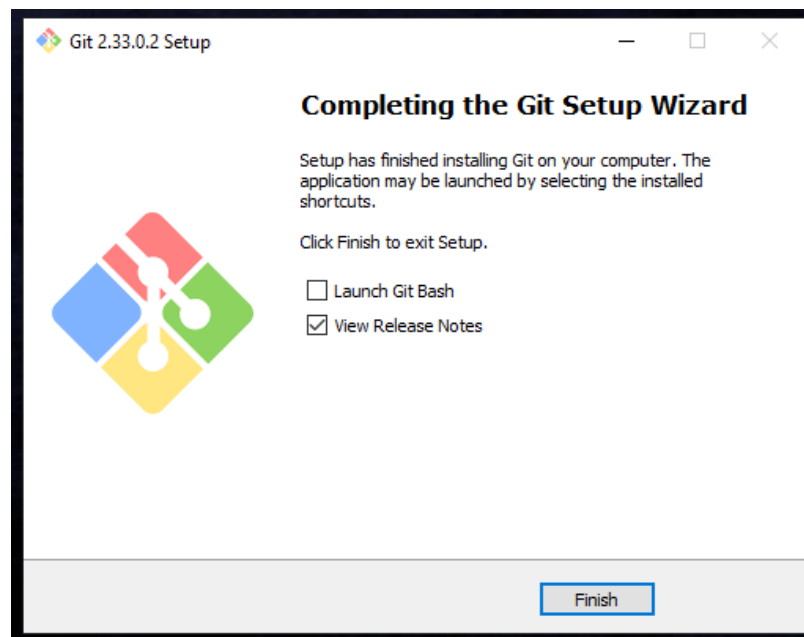 Git 2.33.0.2 Setup
Completing the Git Setup Wizard
Setup has finished installing Git on your computer. The
application may be launched by selecting the installed
shortcuts.
Click Finish to exit Setup.
Launch Git Bash
View Release Notes
Finish